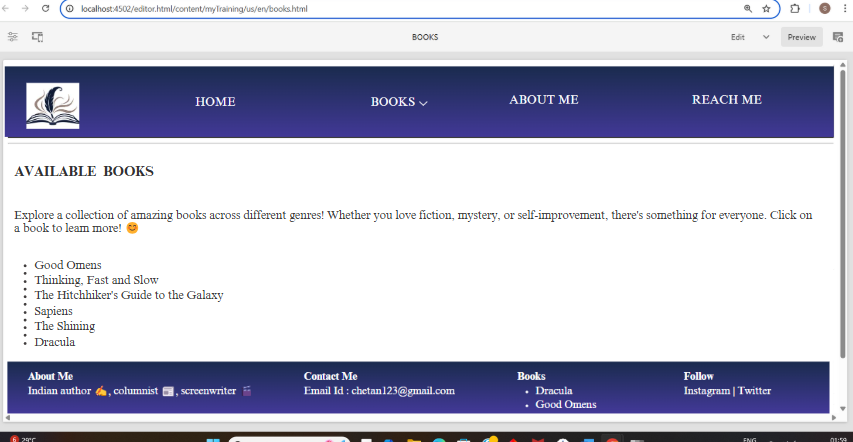 localhost:4502/editor.html/content/myTraining/us/en/books.html
S
BOOKS
Edit
Preview
HOME
BOOKS
ABOUT ME
REACH ME
AVAILABLE BOOKS
Explore a collection of amazing books across different genres! Whether you love fiction, mystery, or self-improvement, there's something for everyone. Click on
a book to learn more! 😊
Good Omens
Thinking, Fast and Slow
The Hitchhiker's Guide to the Galaxy
Sapiens
The Shining
Dracula
About Me
Indian author ✍, columnist 📰, screenwriter 🎬
Contact Me
Email Id : chetan123@gmail.com
Books
Dracula
Good Omens
Follow
Instagram | Twitter
6
29°C
ENG
01:59